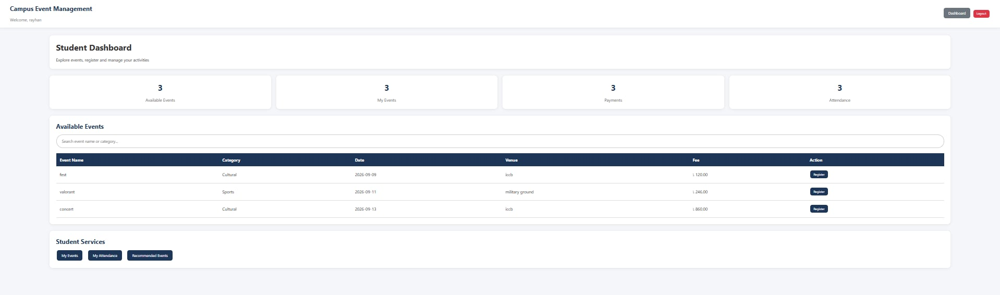 Campus Event Management
Welcome, rayhan
Dashboard Logout
Student Dashboard
Explore events, register and manage your activities
3 3 3 3
Available Events My Events Payments Attendance
Available Events
Search event name or category...
Event Name Category Date Venue Fee Action
fest Cultural 2026-09-09 iccb ৳ 120.00 Register
valorant Sports 2026-09-11 military ground ৳ 246.00 Register
concert Cultural 2026-09-13 iccb ৳ 860.00 Register
Student Services
My Events My Attendance Recommended Events